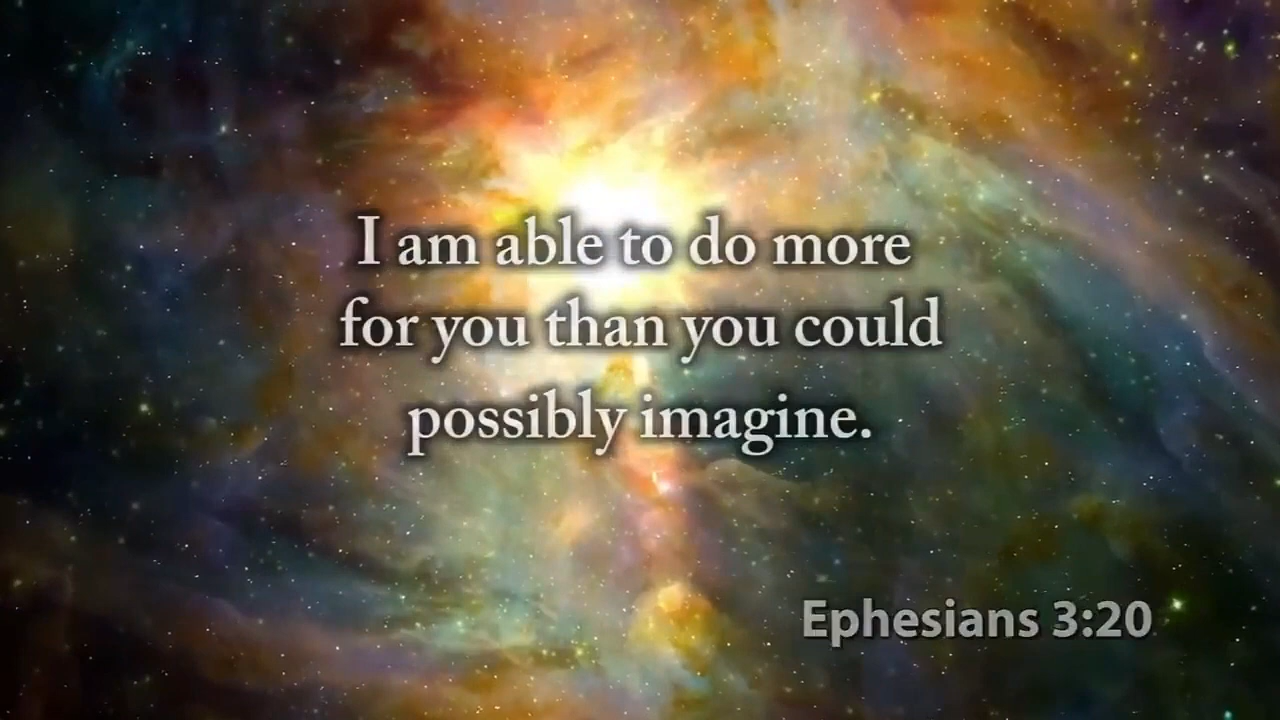 I am able to do more
for you than you could
possibly imagine.
Ephesians 3:20